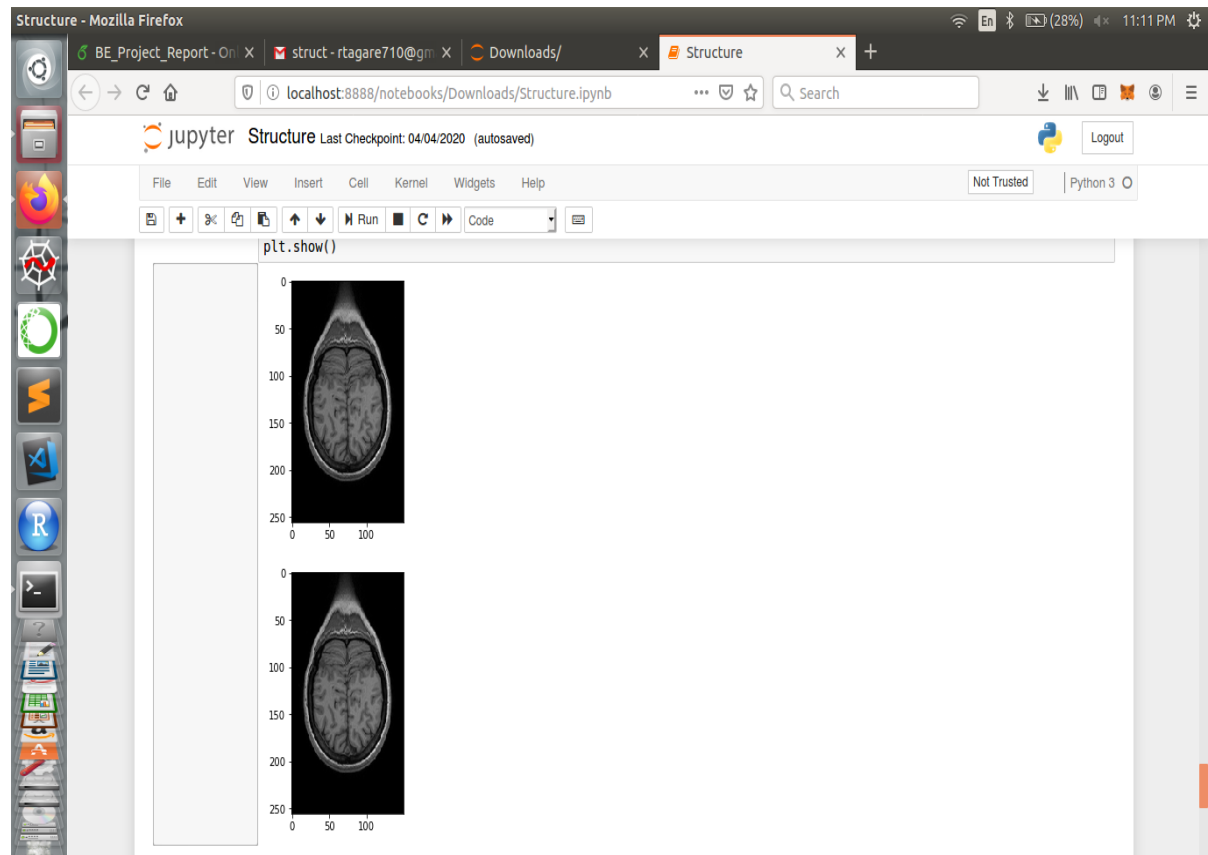 Structure - Mozilla Firefox
En
(28%)
11:11 PM
BE_Project_Report - Onl
struct - rtagare710@gm
Downloads/
Structure
localhost:8888/notebooks/Downloads/Structure.ipynb
Search
jupyter
Structure Last Checkpoint: 04/04/2020 (autosaved)
Logout
File Edit View Insert Cell Kernel Widgets Help
Not Trusted
Python 3 O
Run
Code
plt.show()
0
50
100
150
200
250
0 50 100
0
50
100
150
200
250
0 50 100
R
>_
?
a